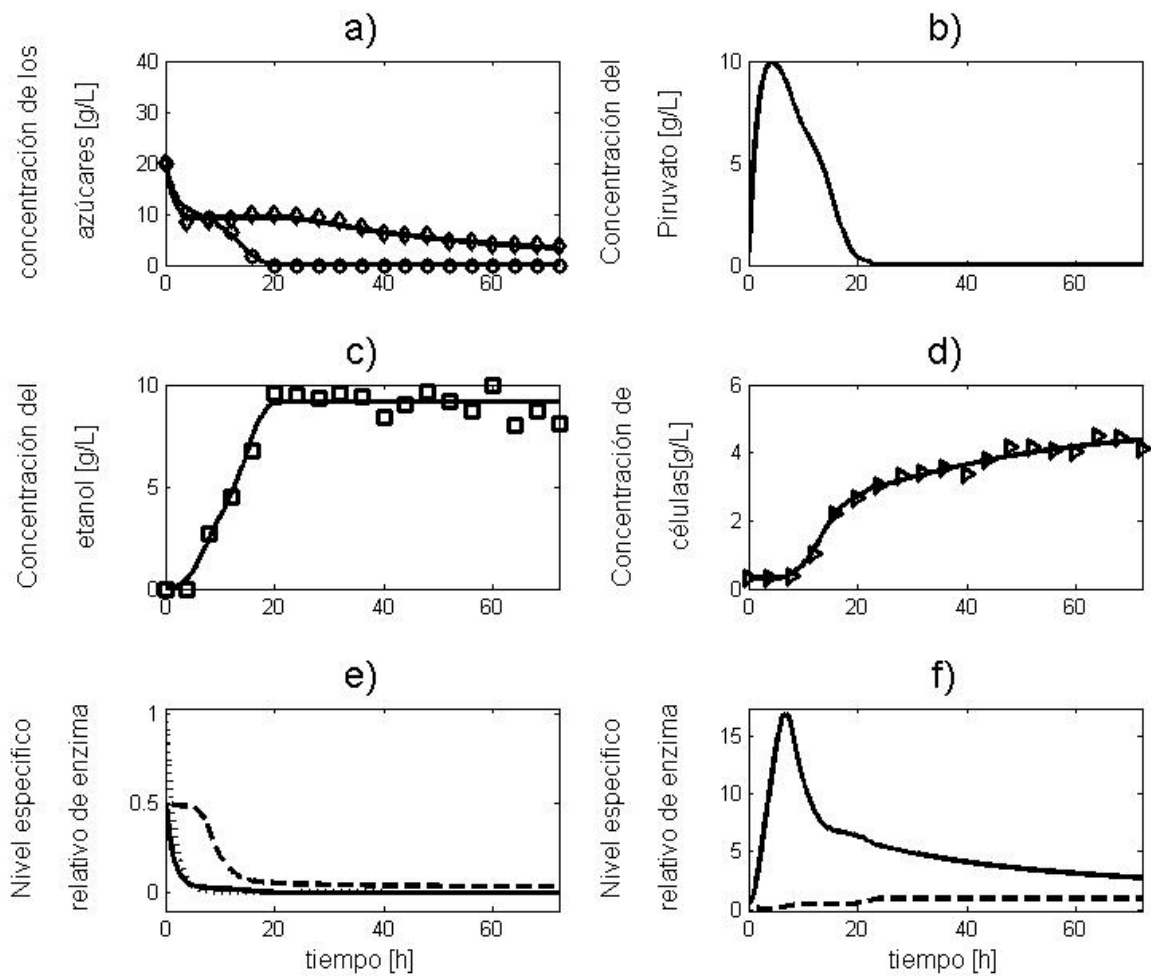 a)
concentración de los
azúcares [g/L]
40
30
20
10
0
0
20
40
60
b)
Concentración del
Piruvato [g/L]
10
5
0
0
20
40
60
c)
Concentración del
etanol [g/L]
10
5
0
0
20
40
60
d)
Concentración de
células[g/L]
6
4
2
0
0
20
40
60
e)
Nivel especifico
relativo de enzima
1
0.5
0
0
20
40
60
tiempo [h]
f)
Nivel especifico
relativo de enzima
15
10
5
0
0
20
40
60
tiempo [h]